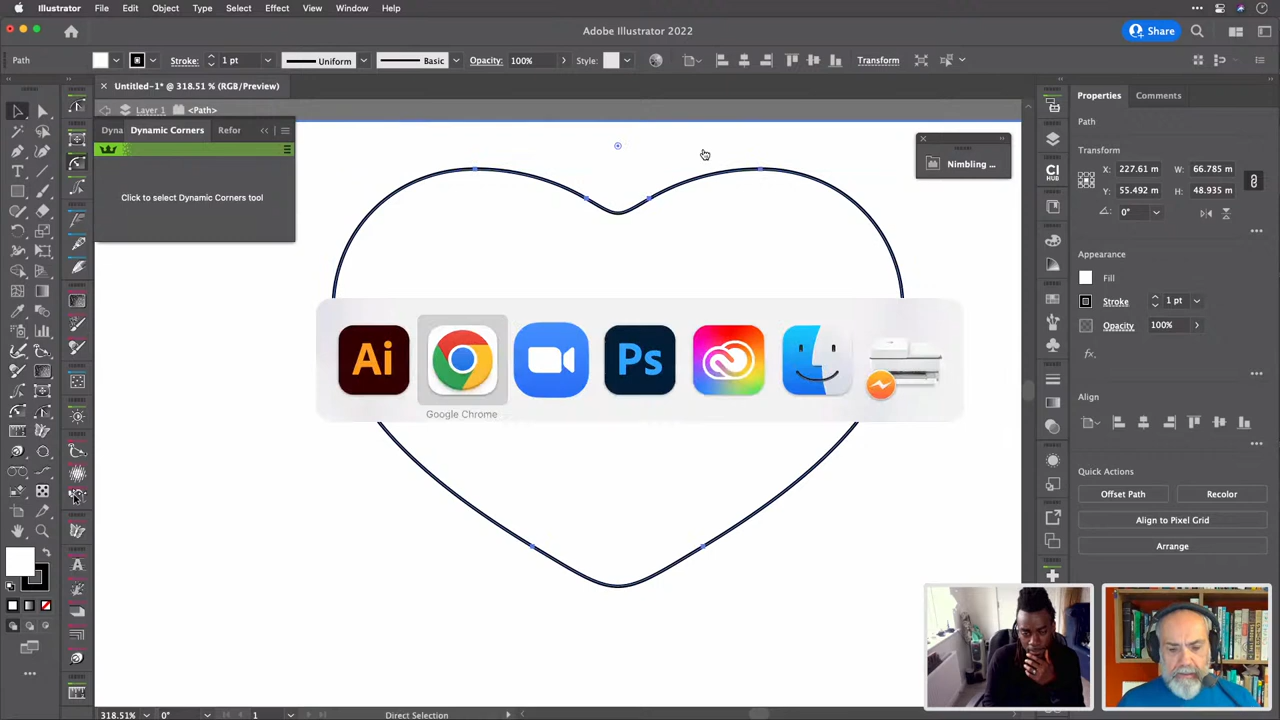 Illustrator File Edit Object Type Select Effect View Window Help
Adobe Illustrator 2022
Share
Path
Stroke: 1 pt
Uniform
Basic
Opacity: 100%
Style:
Transform
Untitled-1* @ 318.51 % (RGB/Preview)
Layer 1 <Path>
Dyna Dynamic Corners Refor
Click to select Dynamic Corners tool
Nimbling ...
Ai
Ps
Google Chrome
Properties Comments
Path
Transform
X: 227.61 m W: 66.785 m
Y: 55.492 m H: 48.935 m
0°
Appearance
Fill
Stroke 1 pt
Opacity 100%
fx
Align
Quick Actions
Offset Path Recolor
Align to Pixel Grid
Arrange
CI
HUB
318.51% 0° 1 Direct Selection